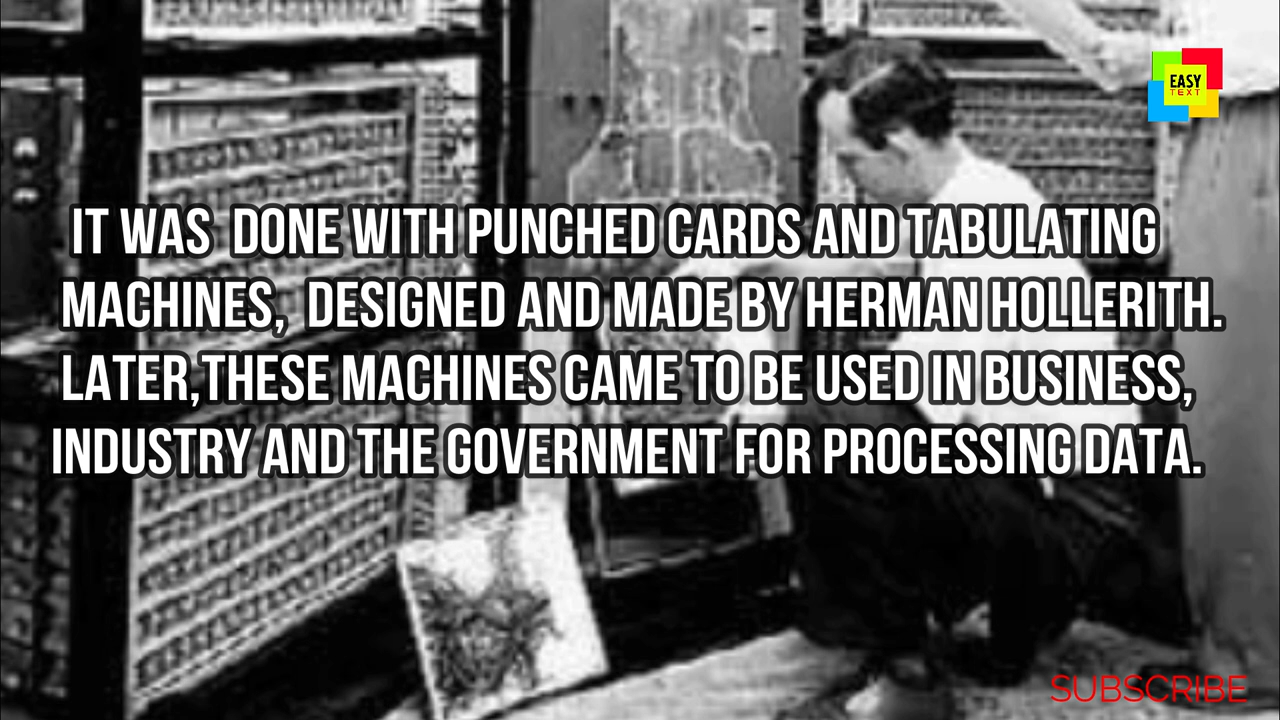 EASY
TEXT
IT WAS DONE WITH PUNCHED CARDS AND TABULATING
MACHINES, DESIGNED AND MADE BY HERMAN HOLLERITH.
LATER,THESE MACHINES CAME TO BE USED IN BUSINESS,
INDUSTRY AND THE GOVERNMENT FOR PROCESSING DATA.
SUBSCRIBE